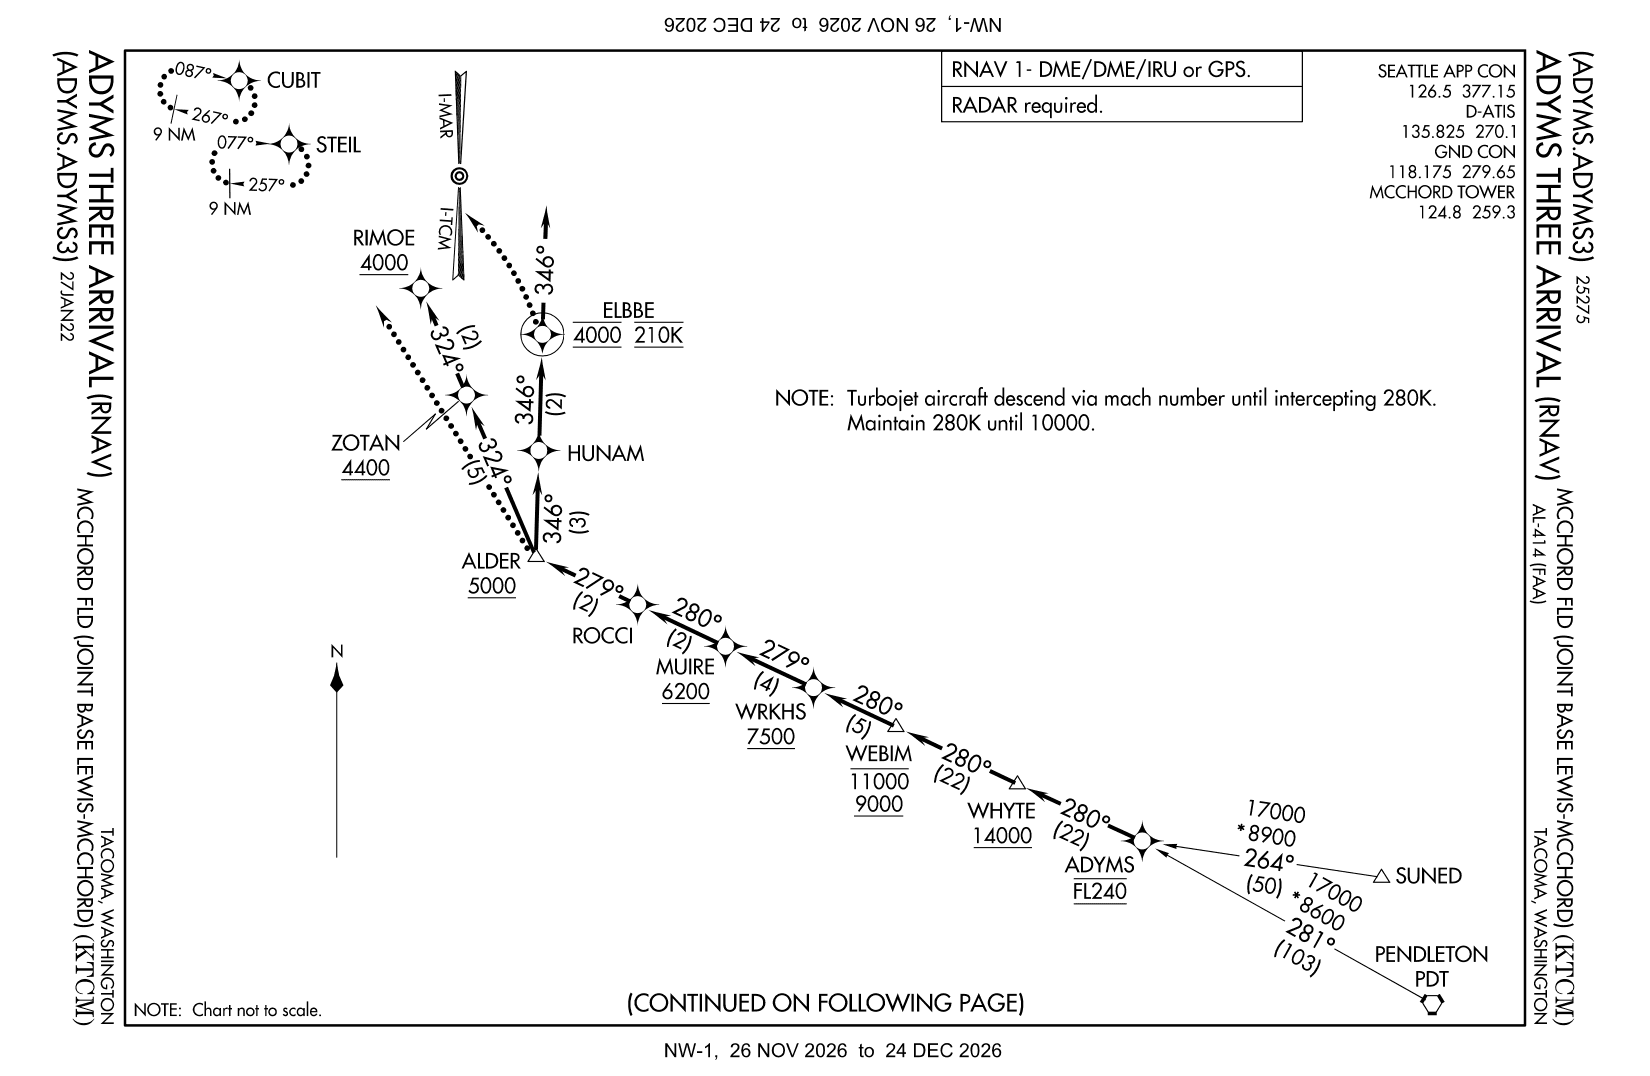 NW-1, 26 NOV 2026 to 24 DEC 2026
(ADYMS.ADYMS3) 27JAN22
ADYMS THREE ARRIVAL (RNAV)
MCCHORD FLD (JOINT BASE LEWIS-MCCHORD) (KTCM)
TACOMA, WASHINGTON
(ADYMS.ADYMS3) 25275
ADYMS THREE ARRIVAL (RNAV)
AL-414 (FAA)
MCCHORD FLD (JOINT BASE LEWIS-MCCHORD) (KTCM)
TACOMA, WASHINGTON
RNAV 1- DME/DME/IRU or GPS.
RADAR required.
SEATTLE APP CON
126.5 377.15
D-ATIS
135.825 270.1
GND CON
118.175 279.65
MCCHORD TOWER
124.8 259.3
087°
CUBIT
267°
9 NM
077°
STEIL
257°
9 NM
I-MAR
I-TCM
RIMOE
4000
346°
ELBBE
4000 210K
324°
(2)
346°
(2)
ZOTAN
4400
324°
(5)
HUNAM
346°
(3)
NOTE: Turbojet aircraft descend via mach number until intercepting 280K.
Maintain 280K until 10000.
ALDER
5000
279°
(2)
ROCCI
280°
(2)
MUIRE
6200
279°
(4)
WRKHS
7500
280°
(5)
WEBIM
11000
9000
280°
(22)
WHYTE
14000
280°
(22)
ADYMS
FL240
17000
*8900
264°
(50)
SUNED
17000
*8600
281°
(103)
PENDLETON
PDT
N
NOTE: Chart not to scale.
(CONTINUED ON FOLLOWING PAGE)
NW-1, 26 NOV 2026 to 24 DEC 2026